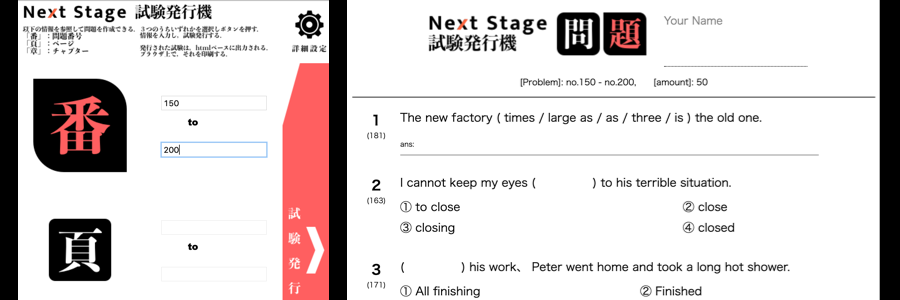 Next Stage 試験発行機
以下の情報を参照して問題を作成できる.
「番」：問題番号
「頁」：ページ
「章」：チャプター
３つのうちいずれかを選択しボタンを押す.
情報を入力し、試験発行する.
発行された試験は、htmlベースに出力される.
ブラウザ上で、それを印刷する.
詳細設定
番
150
to
200
頁
to
試験発行
Next Stage
試験発行機
問題
Your Name
[Problem]: no.150 - no.200, [amount]: 50
1
(181)
The new factory ( times / large as / as / three / is ) the old one.
ans:
2
(163)
I cannot keep my eyes ( ) to his terrible situation.
① to close ② close
③ closing ④ closed
3
(171)
( ) his work、 Peter went home and took a long hot shower.
① All finishing ② Finished